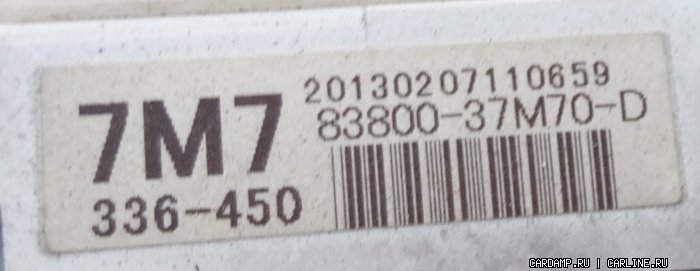 7M7
20130207110659
83800-37M70-D
336-450
CARDAMP.RU | CARLINE.RU